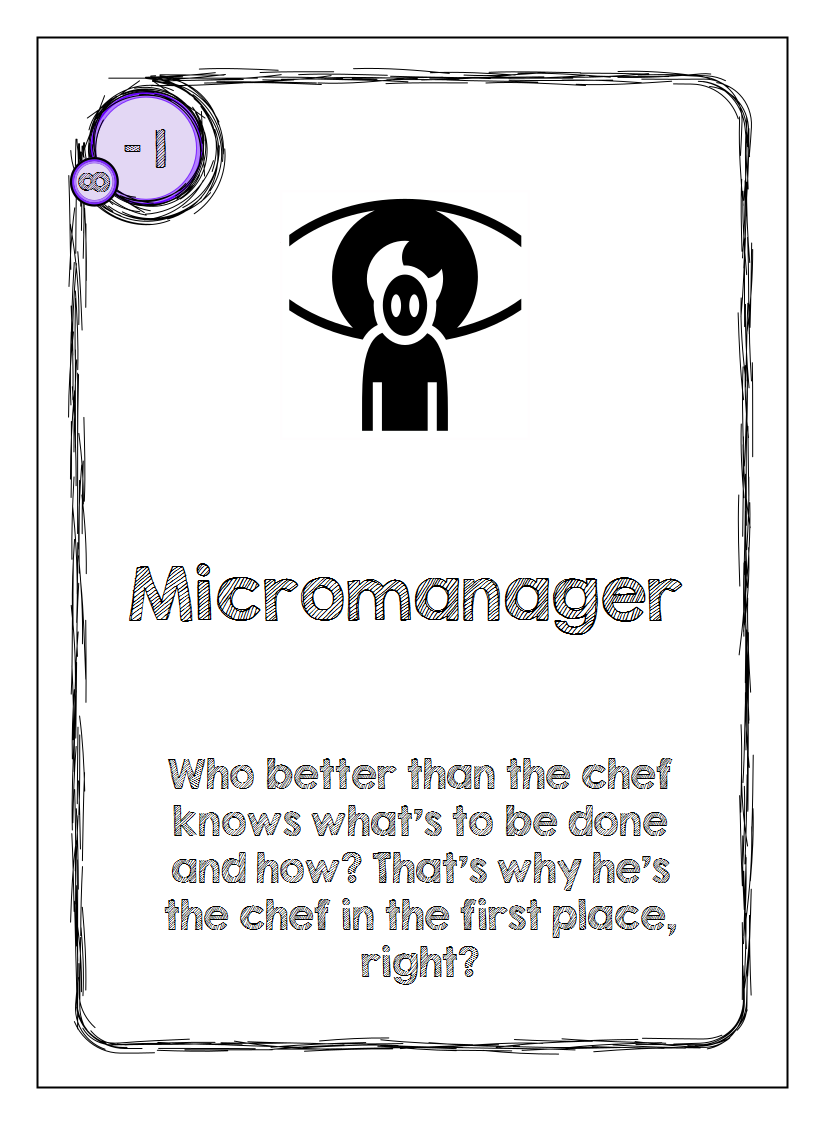 -1
∞
Micromanager
Who better than the chef
knows what's to be done
and how? That's why he's
the chef in the first place,
right?